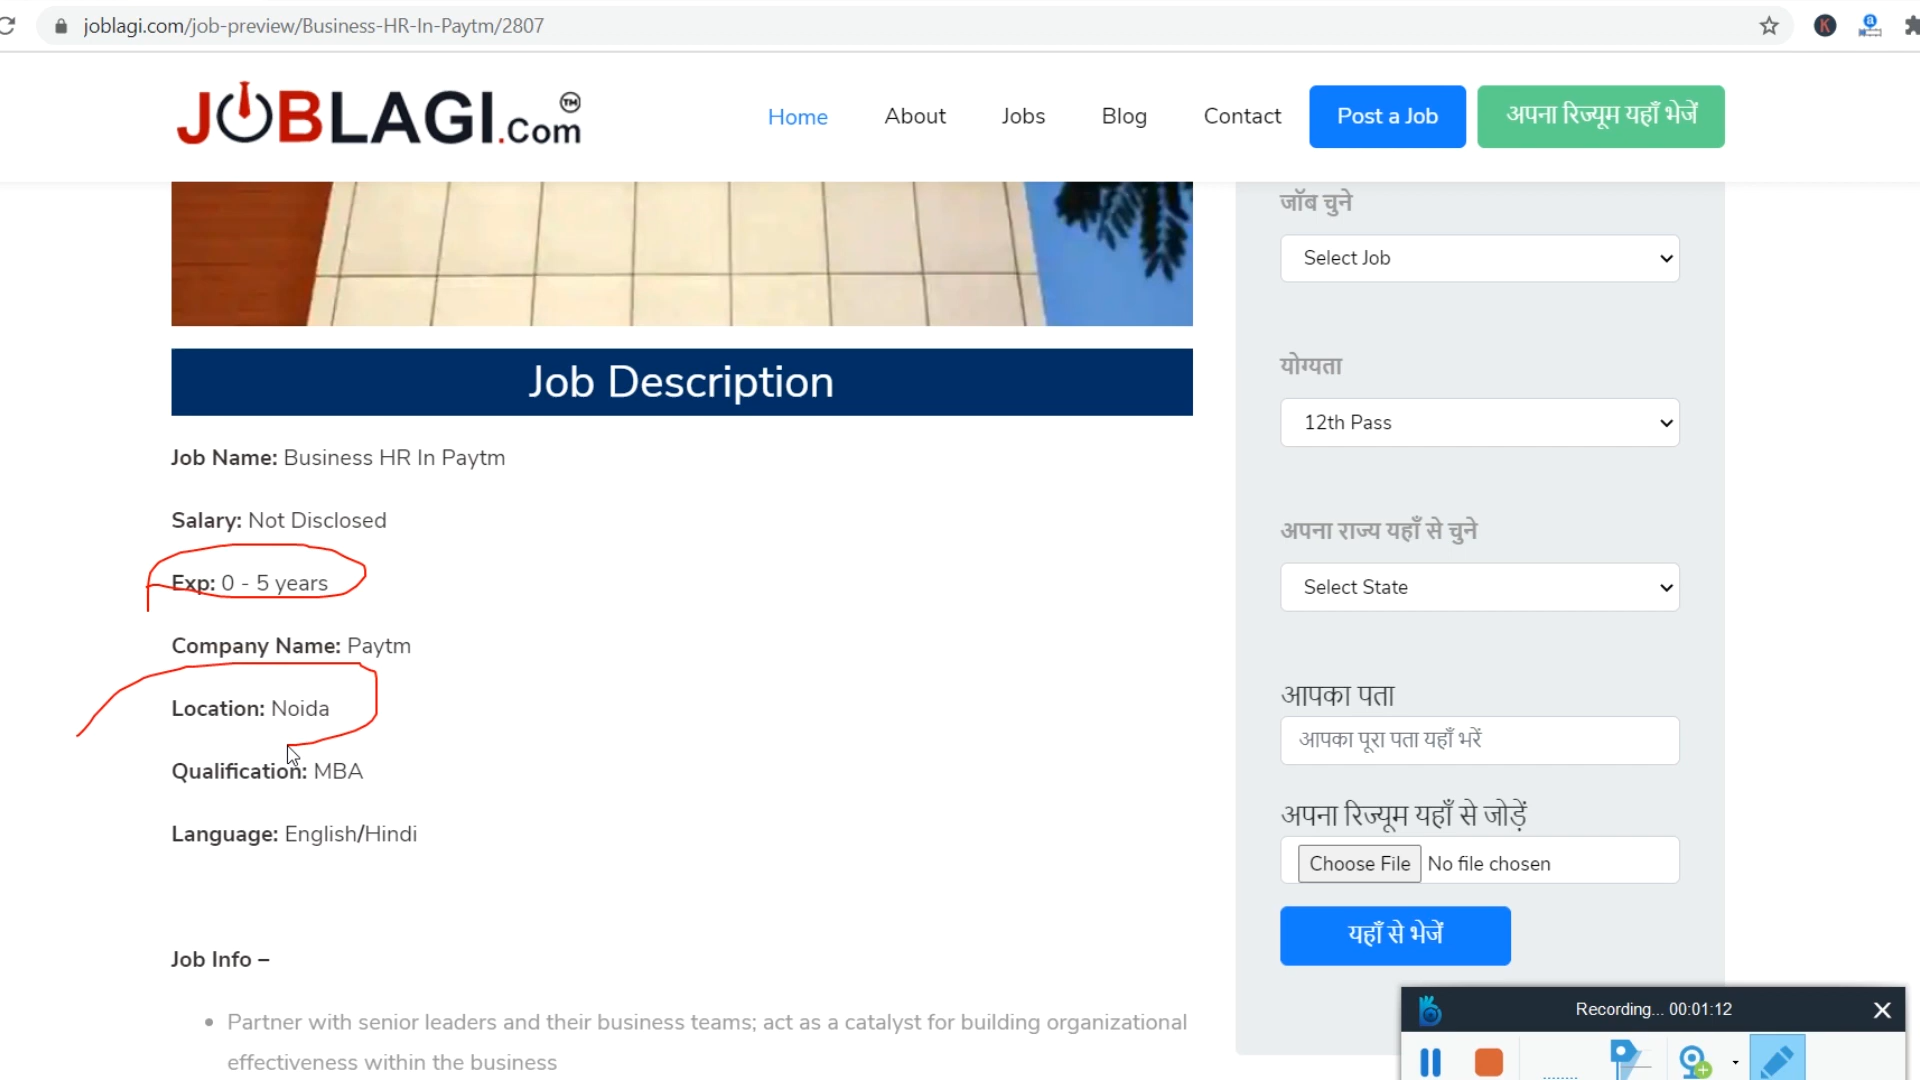 joblagi.com/job-preview/Business-HR-In-Paytm/2807
JOBLAGI.Com TM
Home About Jobs Blog Contact Post a Job अपना रिज्यूम यहाँ भेजें
Job Description
Job Name: Business HR In Paytm
Salary: Not Disclosed
Exp: 0 - 5 years
Company Name: Paytm
Location: Noida
Qualification: MBA
Language: English/Hindi
Job Info –
• Partner with senior leaders and their business teams; act as a catalyst for building organizational
effectiveness within the business
जॉब चुने
Select Job
योग्यता
12th Pass
अपना राज्य यहाँ से चुने
Select State
आपका पता
आपका पूरा पता यहाँ भरें
अपना रिज्यूम यहाँ से जोड़ें
Choose File No file chosen
यहाँ से भेजें
Recording... 00:01:12